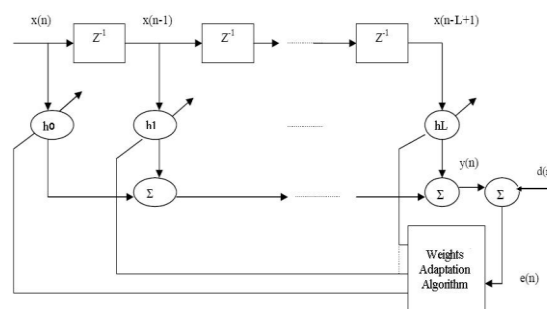 x(n)
x(n-1)
x(n-L+1)
Z-1
Z-1
Z-1
h0
h1
hL
y(n)
Σ
Σ
Σ
d(n
Weights
Adaptation
Algorithm
e(n)